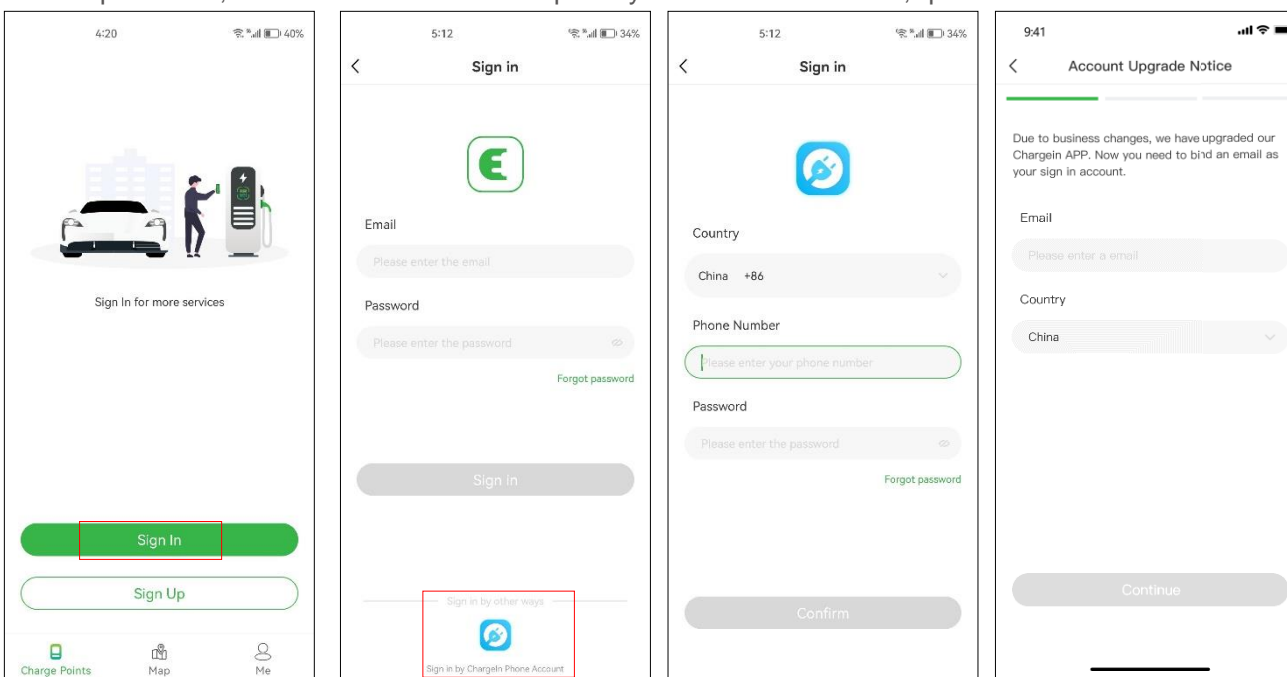 4:20
40%
Sign In for more services
Sign In
Sign Up
Charge Points
Map
Me
5:12
34%
Sign in
Email
Please enter the email
Password
Please enter the password
Forgot password
Sign In
Sign in by other ways
Sign in by ChargeIn Phone Account
5:12
34%
Sign in
Country
China +86
Phone Number
Please enter your phone number
Password
Please enter the password
Forgot password
Confirm
9:41
Account Upgrade Notice
Due to business changes, we have upgraded our
Chargein APP. Now you need to bind an email as
your sign in account.
Email
Please enter a email
Country
China
Continue